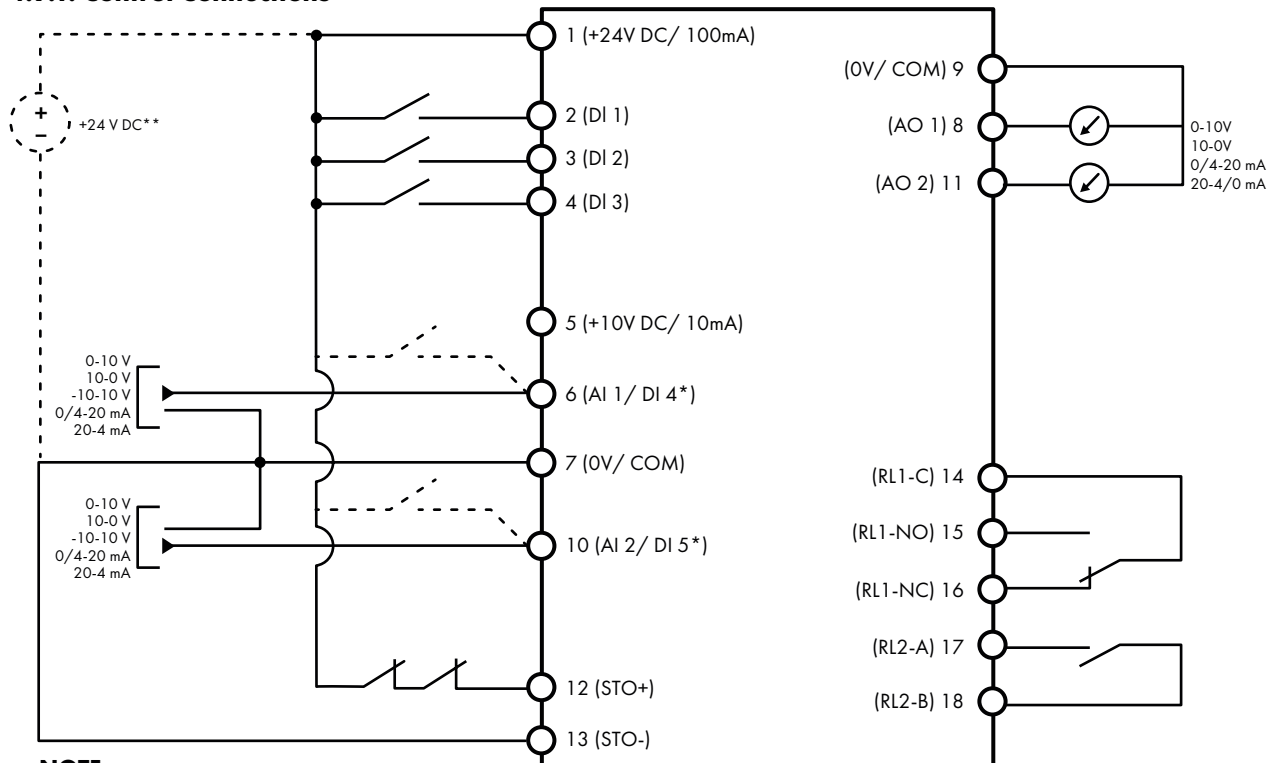 1 (+24V DC/ 100mA)
+24 V DC**
+
−
2 (DI 1)
3 (DI 2)
4 (DI 3)
5 (+10V DC/ 10mA)
0-10 V
10-0 V
-10-10 V
0/4-20 mA
20-4 mA
6 (AI 1/ DI 4*)
7 (0V/ COM)
0-10 V
10-0 V
-10-10 V
0/4-20 mA
20-4 mA
10 (AI 2/ DI 5*)
12 (STO+)
13 (STO-)
(0V/ COM) 9
(AO 1) 8
(AO 2) 11
0-10V
10-0V
0/4-20 mA
20-4/0 mA
(RL1-C) 14
(RL1-NO) 15
(RL1-NC) 16
(RL2-A) 17
(RL2-B) 18